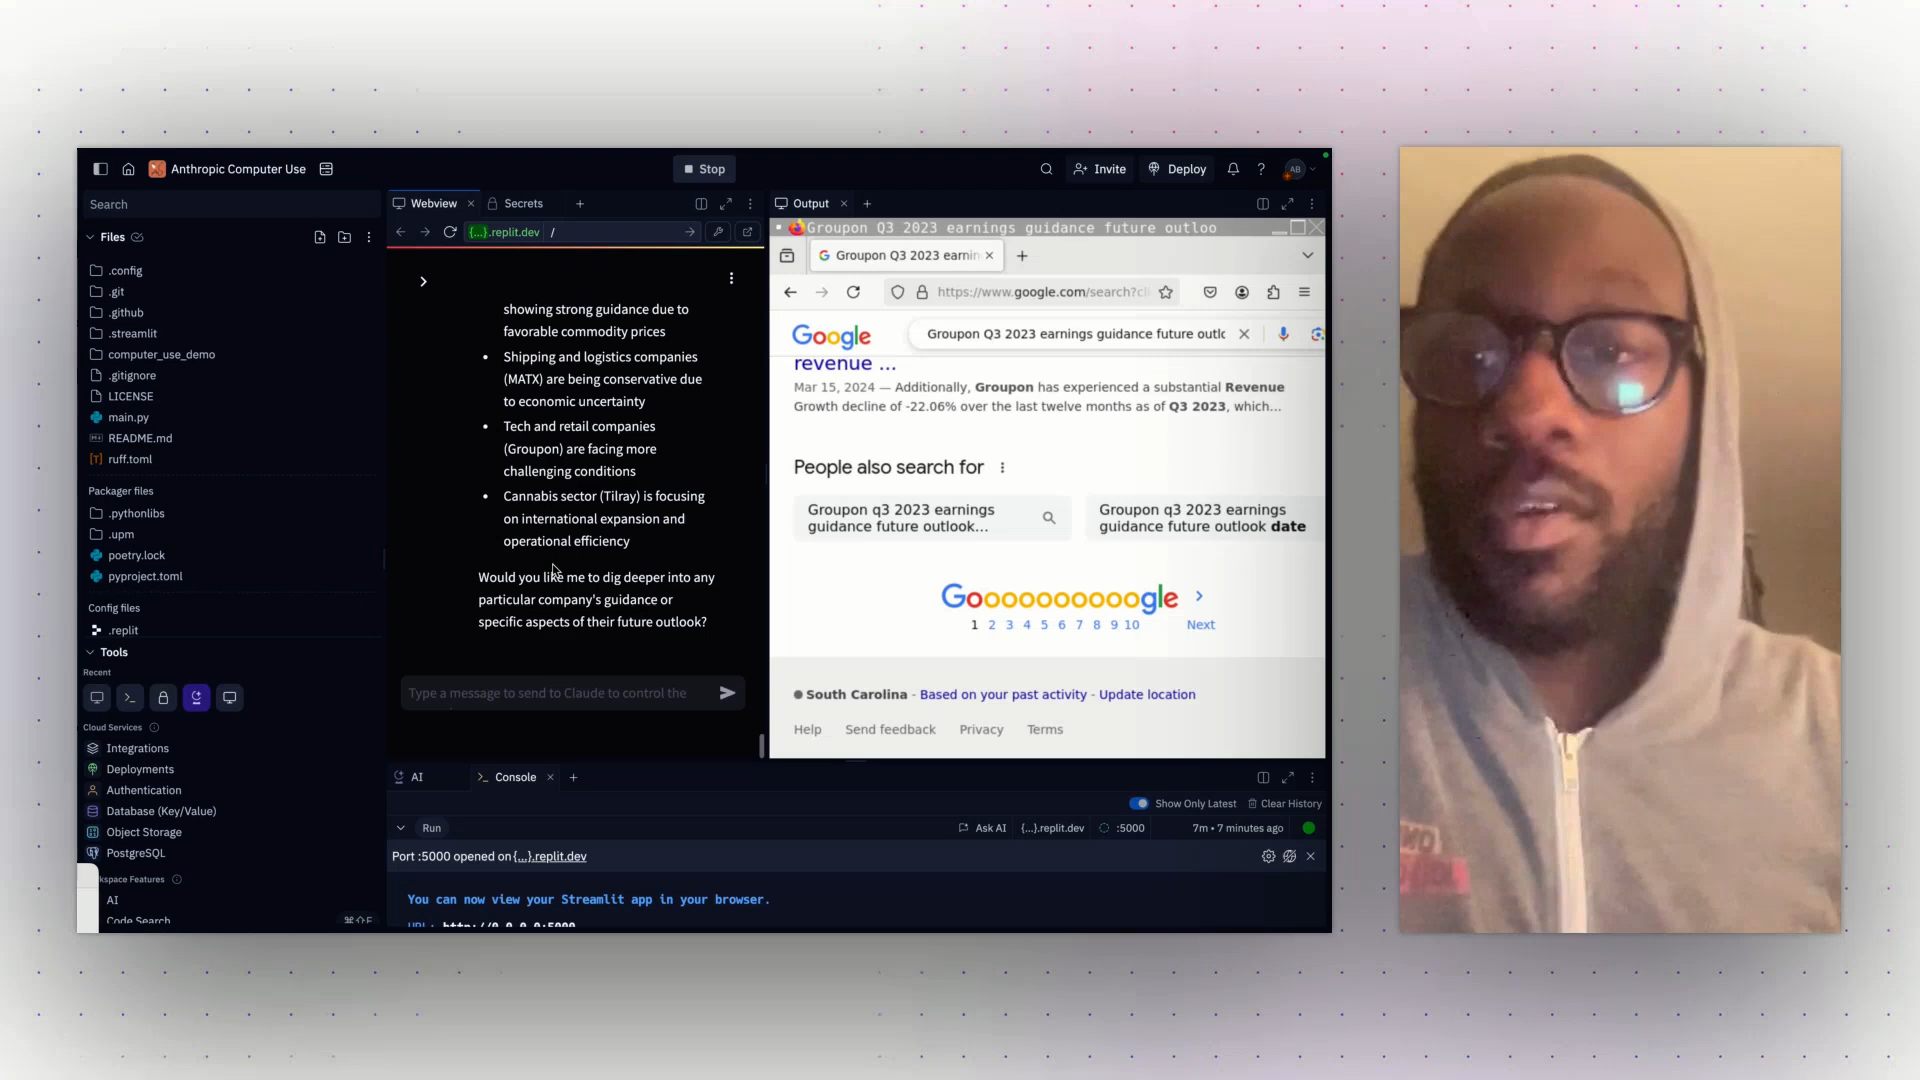 Anthropic Computer Use
Stop
Invite
Deploy
?
AB
Search
Files
.config
.git
.github
.streamlit
computer_use_demo
.gitignore
LICENSE
main.py
README.md
ruff.toml
Packager files
.pythonlibs
.upm
poetry.lock
pyproject.toml
Config files
.replit
Tools
Recent
Cloud Services
Integrations
Deployments
Authentication
Database (Key/Value)
Object Storage
PostgreSQL
kspace Features
AI
Code Search
Webview
Secrets
{...}.replit.dev /
showing strong guidance due to
favorable commodity prices
• Shipping and logistics companies
(MATX) are being conservative due
to economic uncertainty
• Tech and retail companies
(Groupon) are facing more
challenging conditions
• Cannabis sector (Tilray) is focusing
on international expansion and
operational efficiency
Would you like me to dig deeper into any
particular company's guidance or
specific aspects of their future outlook?
Type a message to send to Claude to control the
Output
Groupon Q3 2023 earnings guidance future outloo
Groupon Q3 2023 earnin
https://www.google.com/search?cli
Google
Groupon Q3 2023 earnings guidance future outlo
revenue ...
Mar 15, 2024 — Additionally, Groupon has experienced a substantial Revenue
Growth decline of -22.06% over the last twelve months as of Q3 2023, which...
People also search for
Groupon q3 2023 earnings
guidance future outlook...
Groupon q3 2023 earnings
guidance future outlook date
Goooooooooogle
1 2 3 4 5 6 7 8 9 10 Next
South Carolina - Based on your past activity - Update location
Help Send feedback Privacy Terms
AI
Console
Show Only Latest
Clear History
Run
Ask AI
{...}.replit.dev
:5000
7m • 7 minutes ago
Port :5000 opened on {...}.replit.dev
You can now view your Streamlit app in your browser.
URL: http://0.0.0.0:5000